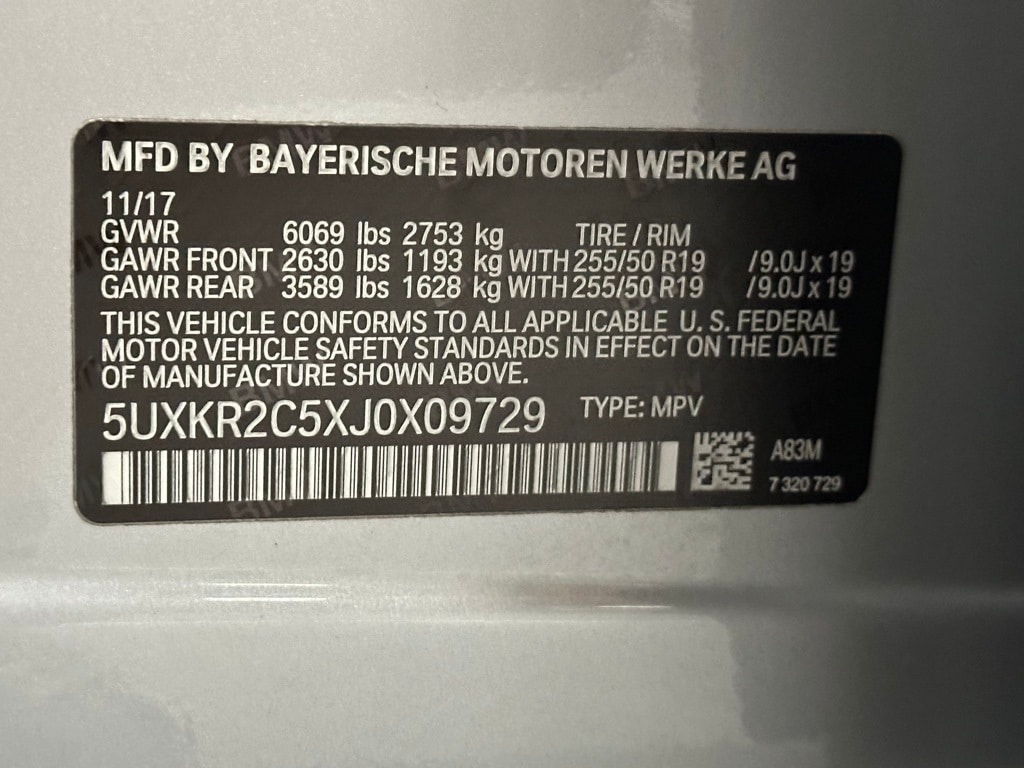 MFD BY BAYERISCHE MOTOREN WERKE AG
11/17
GVWR 6069 lbs 2753 kg TIRE / RIM
GAWR FRONT 2630 lbs 1193 kg WITH 255/50 R19 /9.0J x 19
GAWR REAR 3589 lbs 1628 kg WITH 255/50 R19 /9.0J x 19
THIS VEHICLE CONFORMS TO ALL APPLICABLE U. S. FEDERAL
MOTOR VEHICLE SAFETY STANDARDS IN EFFECT ON THE DATE
OF MANUFACTURE SHOWN ABOVE.
5UXKR2C5XJ0X09729 TYPE: MPV
A83M
7 320 729